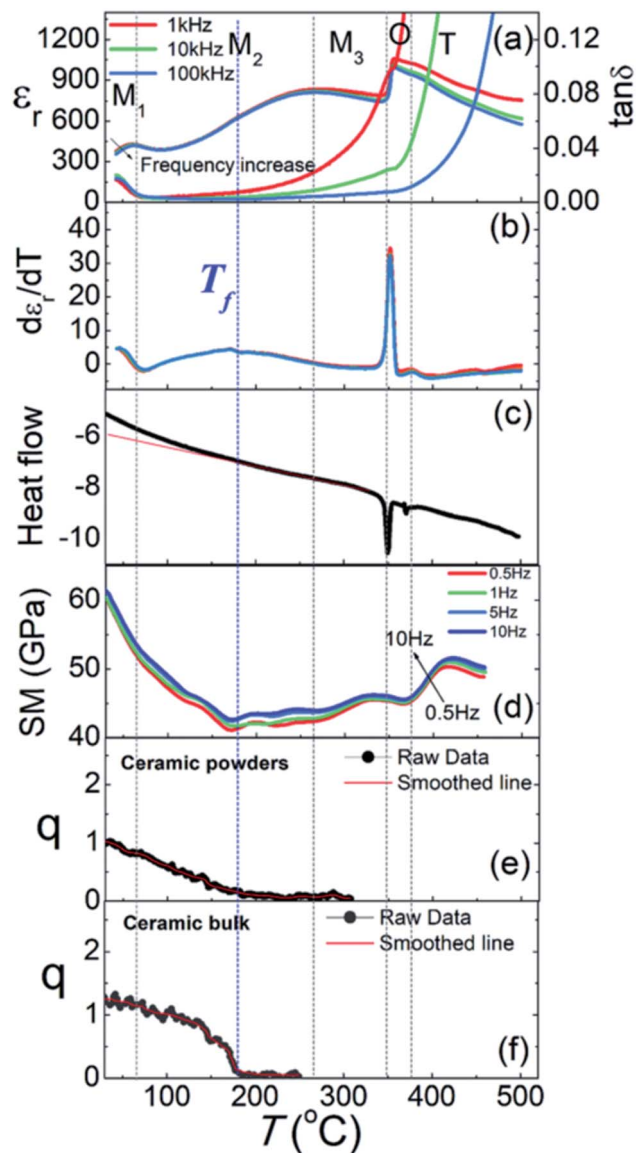 1200
900
600
300
0
εr
1kHz
10kHz
100kHz
M1
M2
M3
O
T
(a)
Frequency increase
0.12
0.08
0.04
0.00
tanδ
40
30
20
10
0
dεr/dT
Tf
(b)
-6
-8
-10
Heat flow
(c)
60
50
40
SM (GPa)
0.5Hz
1Hz
5Hz
10Hz
10Hz
0.5Hz
(d)
2
1
0
q
Ceramic powders
Raw Data
Smoothed line
(e)
2
1
0
q
Ceramic bulk
Raw Data
Smoothed line
(f)
100 200 300 400 500
T (°C)